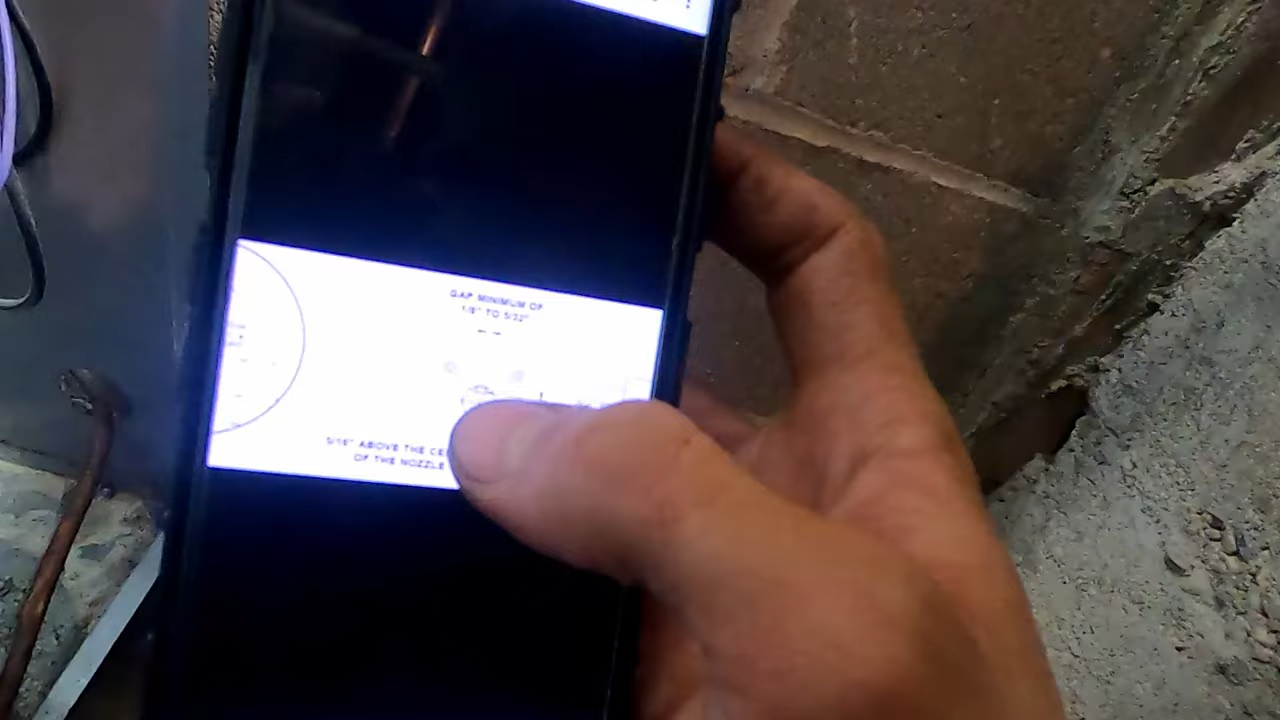 GAP MINIMUM OF
1/8" TO 5/32"
5/16" ABOVE THE CE
OF THE NOZZLE